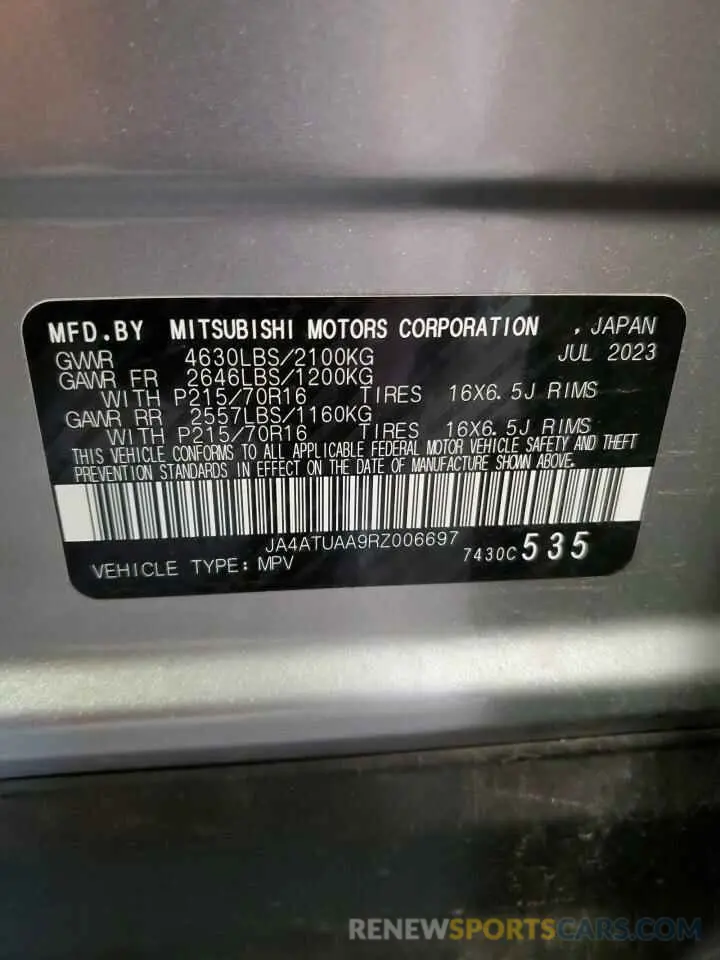 MFD.BY MITSUBISHI MOTORS CORPORATION , JAPAN
GVWR 4630LBS/2100KG JUL 2023
GAWR FR 2646LBS/1200KG
WITH P215/70R16 TIRES 16X6.5J RIMS
GAWR RR 2557LBS/1160KG
WITH P215/70R16 TIRES 16X6.5J RIMS
THIS VEHICLE CONFORMS TO ALL APPLICABLE FEDERAL MOTOR VEHICLE SAFETY AND THEFT
PREVENTION STANDARDS IN EFFECT ON THE DATE OF MANUFACTURE SHOWN ABOVE.
JA4ATUAA9RZ006697
VEHICLE TYPE: MPV 7430C 535
RENEWSPORTSCARS.COM